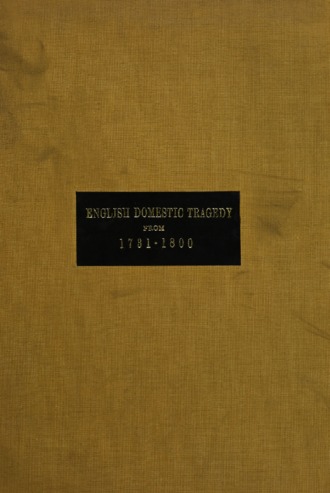 ENGLISH DOMESTIC TRAGEDY
FROM
1731-1800